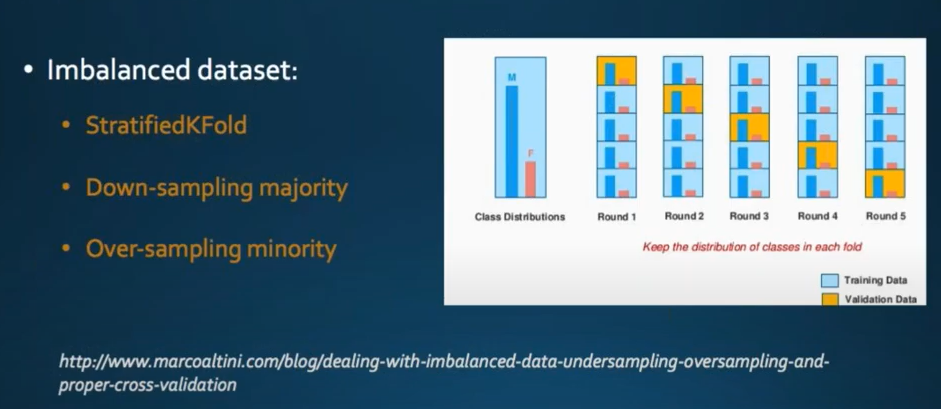 • Imbalanced dataset:
• StratifiedKFold
• Down-sampling majority
• Over-sampling minority
M
F
Class Distributions
Round 1
Round 2
Round 3
Round 4
Round 5
Keep the distribution of classes in each fold
Training Data
Validation Data
http://www.marcoaltini.com/blog/dealing-with-imbalanced-data-undersampling-oversampling-and-
proper-cross-validation